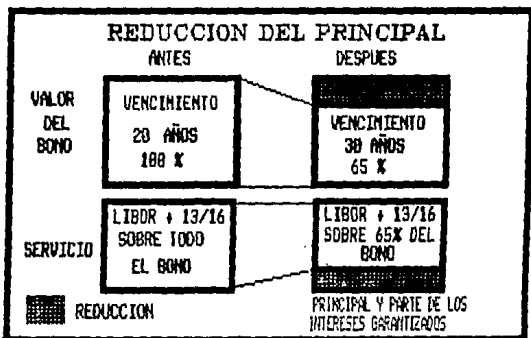 REDUCCION DEL PRINCIPAL
ANTES
DESPUES
VALOR
DEL
BONO
VENCIMIENTO
20 AÑOS
100 %
VENCIMIENTO
30 AÑOS
65 %
SERVICIO
LIBOR + 13/16
SOBRE TODO
EL BONO
LIBOR + 13/16
SOBRE 65% DEL
BONO
REDUCCION
PRINCIPAL Y PARTE DE LOS
INTERESES GARANTIZADOS